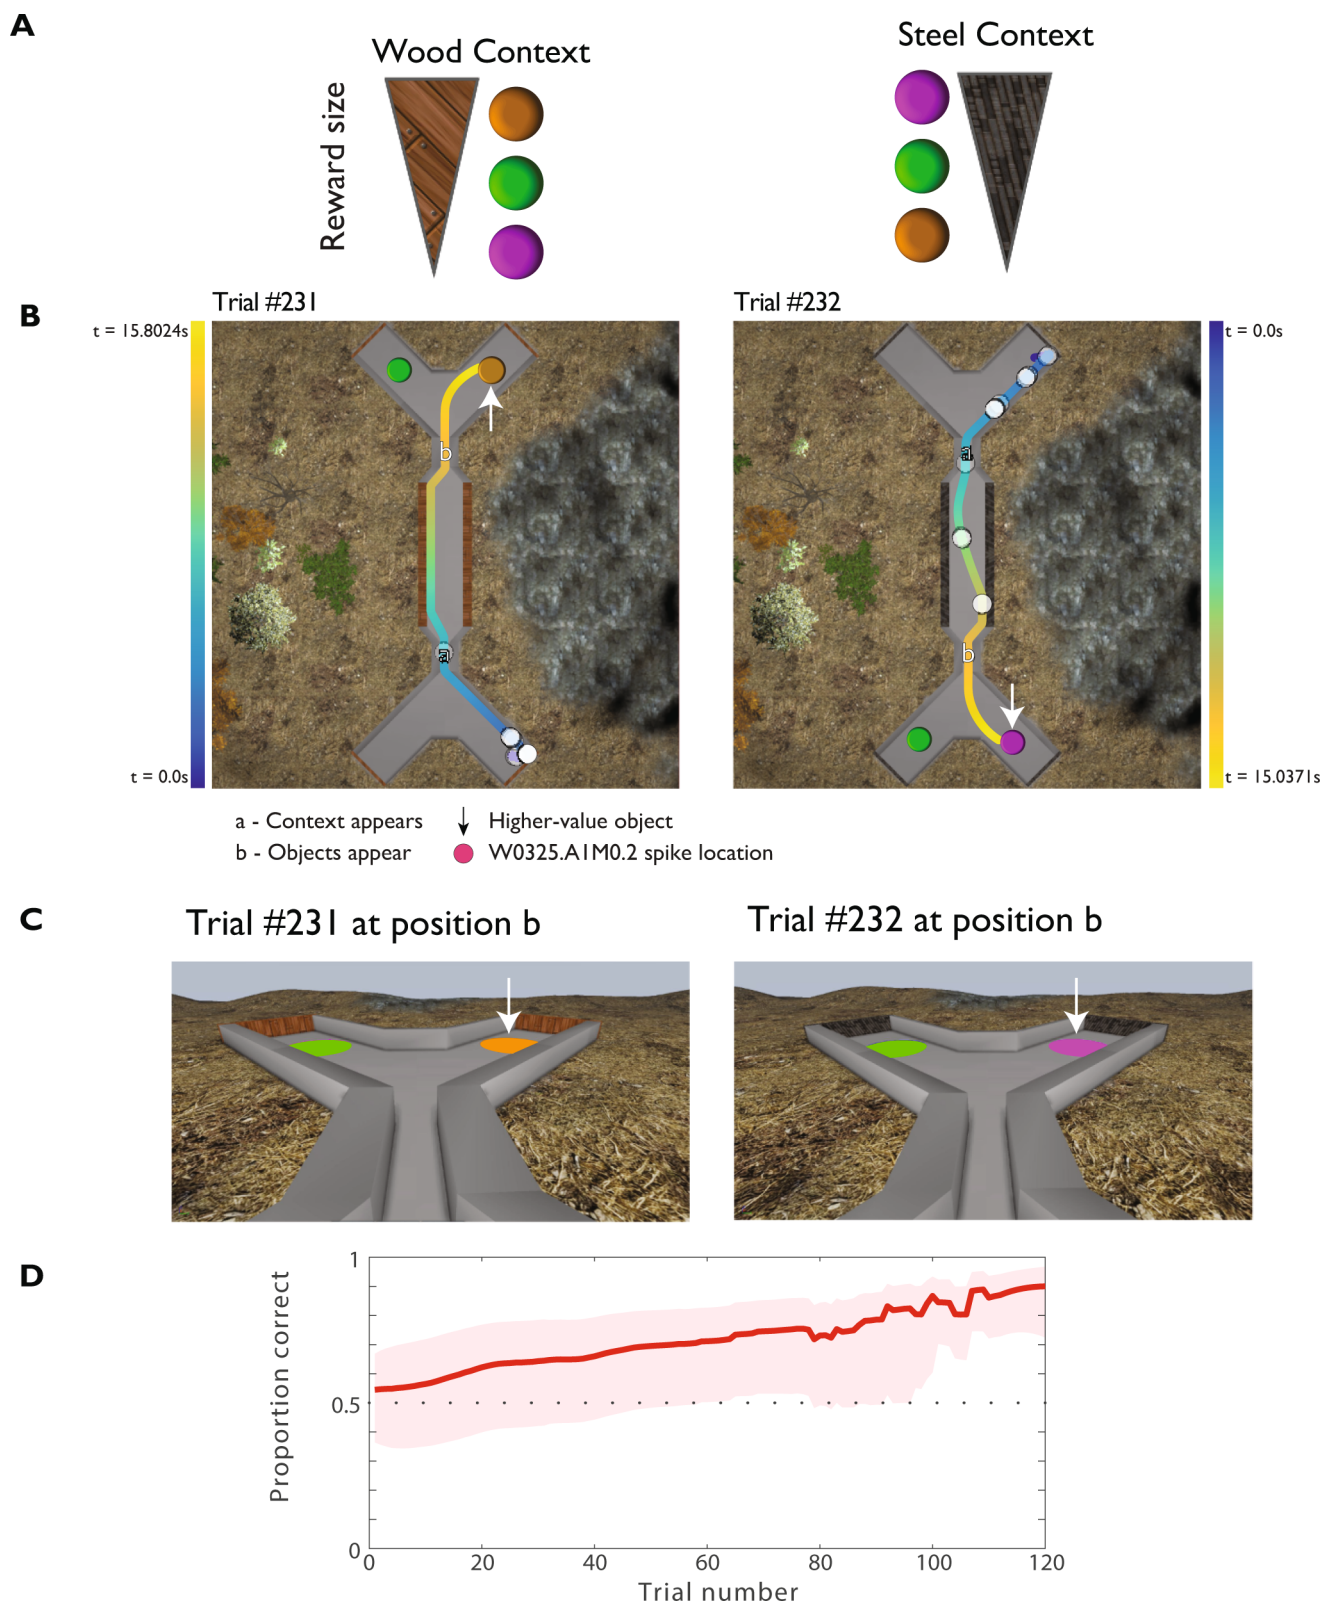 A
Wood Context
Steel Context
Reward size
B
Trial #231
Trial #232
t = 15.8024s
t = 0.0s
b
a
t = 0.0s
a
b
t = 15.0371s
a - Context appears
Higher-value object
b - Objects appear
W0325.A1M0.2 spike location
C
Trial #231 at position b
Trial #232 at position b
D
Proportion correct
1
0.5
0
0 20 40 60 80 100 120
Trial number